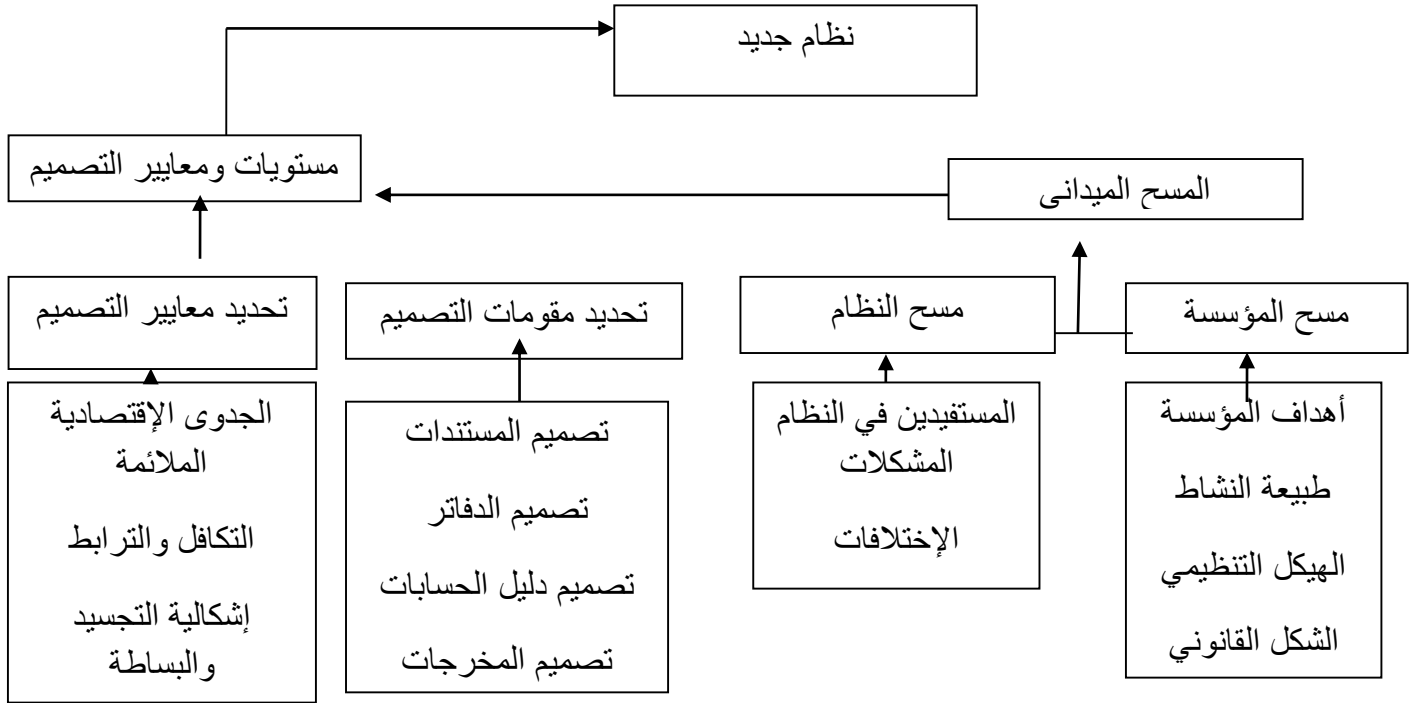 نظام جديد
المسح الميدانى
مستويات ومعايير التصميم
مسح المؤسسة
مسح النظام
تحديد مقومات التصميم
تحديد معايير التصميم
أهداف المؤسسة
طبيعة النشاط
الهيكل التنظيمي
الشكل القانوني
المستفيدين في النظام
المشكلات
الإختلافات
تصميم المستندات
تصميم الدفاتر
تصميم دليل الحسابات
تصميم المخرجات
الجدوى الإقتصادية
الملائمة
التكافل والترابط
إشكالية التجسيد
والبساطة